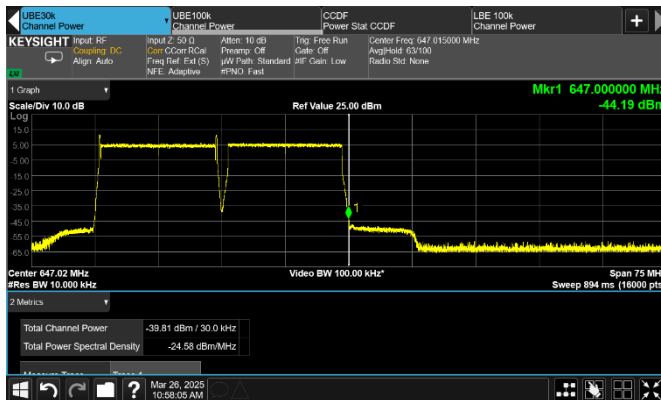 UBE30k
Channel Power
UBE100k
Channel Power
CCDF
Power Stat CCDF
LBE 100k
Channel Power
KEYSIGHT
Input: RF
Coupling: DC
Align: Auto
Input Z: 50 Ω
Corr CCorr RCal
Freq Ref: Ext (S)
NFE: Adaptive
Atten: 10 dB
Preamp: Off
µW Path: Standard
#PNO: Fast
Trig: Free Run
Gate: Off
#IF Gain: Low
Center Freq: 647.015000 MHz
Avg|Hold: 63/100
Radio Std: None
1 Graph
Mkr1 647.000000 MHz
-44.19 dBm
Scale/Div 10.0 dB
Ref Value 25.00 dBm
Log
15.0
5.00
-5.00
-15.0
-25.0
-35.0
-45.0
-55.0
-65.0
1
Center 647.02 MHz
Video BW 100.00 kHz*
Span 75 MH
#Res BW 10.000 kHz
Sweep 894 ms (16000 pts
2 Metrics
Total Channel Power -39.81 dBm / 30.0 kHz
Total Power Spectral Density -24.58 dBm/MHz
Mar 26, 2025
10:58:05 AM